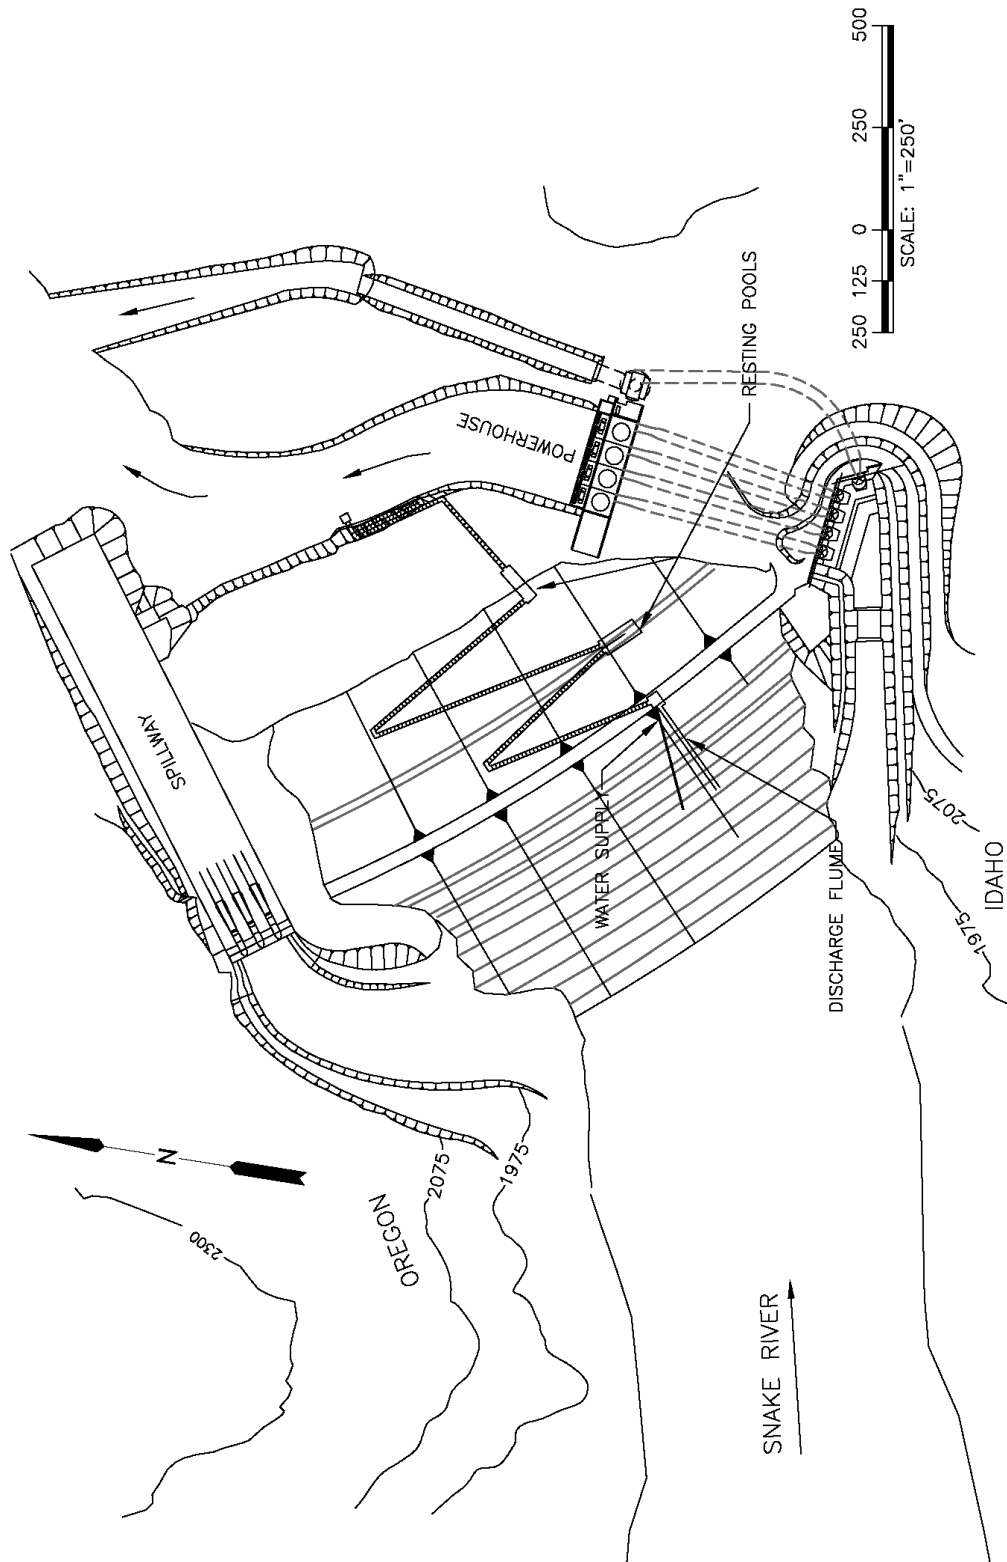 500
250
0
125
250
SCALE: 1"=250'
RESTING POOLS
POWERHOUSE
SPILLWAY
WATER SUPPLY
DISCHARGE FLUME
2075
1975
IDAHO
N
2300
OREGON
2075
1975
SNAKE RIVER